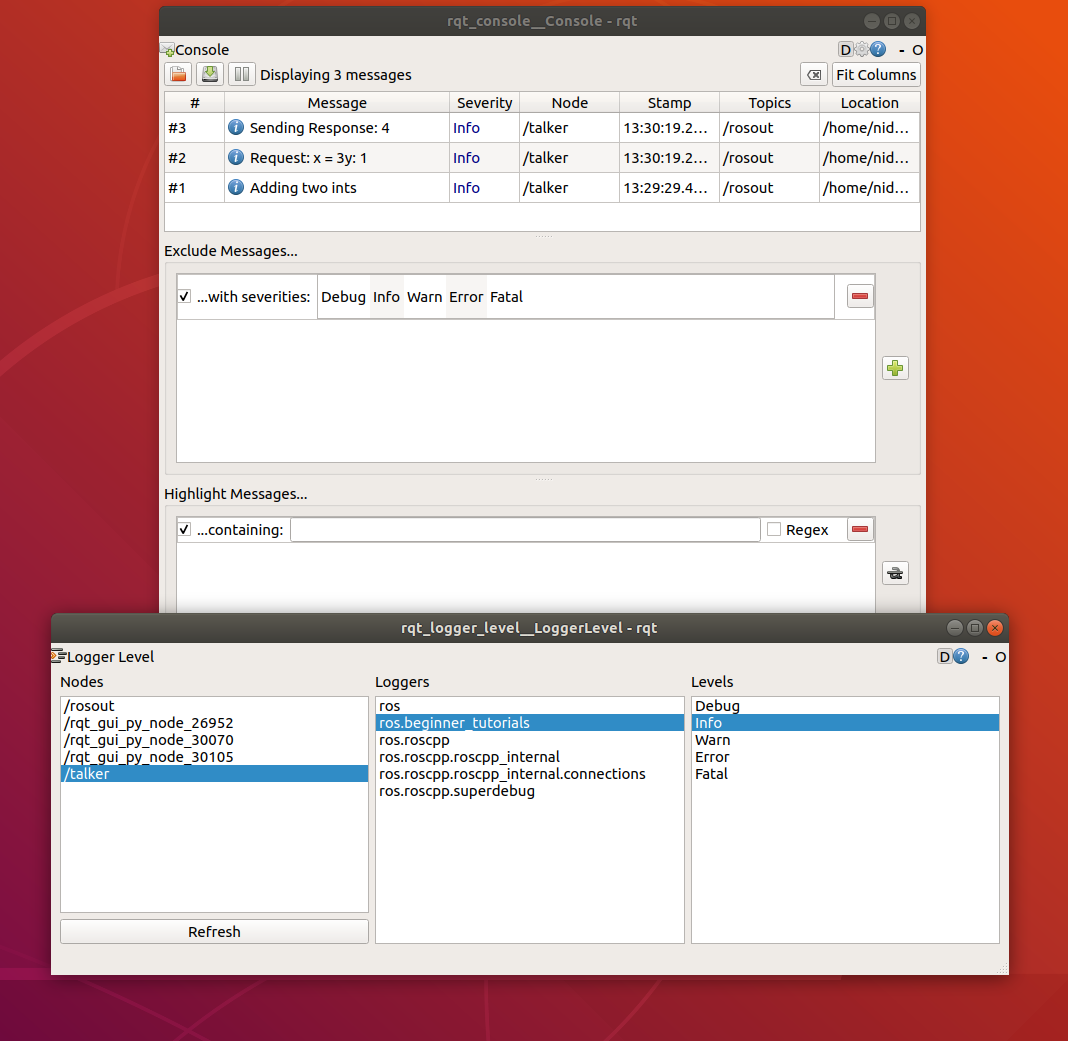 rqt_console__Console - rqt
Console D ? - O
Displaying 3 messages Fit Columns
# Message Severity Node Stamp Topics Location
#3 Sending Response: 4 Info /talker 13:30:19.2... /rosout /home/nid...
#2 Request: x = 3y: 1 Info /talker 13:30:19.2... /rosout /home/nid...
#1 Adding two ints Info /talker 13:29:29.4... /rosout /home/nid...
Exclude Messages...
...with severities: Debug Info Warn Error Fatal
Highlight Messages...
...containing: Regex
rqt_logger_level__LoggerLevel - rqt
Logger Level D ? - O
Nodes Loggers Levels
/rosout ros Debug
/rqt_gui_py_node_26952 ros.beginner_tutorials Info
/rqt_gui_py_node_30070 ros.roscpp Warn
/rqt_gui_py_node_30105 ros.roscpp.roscpp_internal Error
/talker ros.roscpp.roscpp_internal.connections Fatal
ros.roscpp.superdebug
Refresh